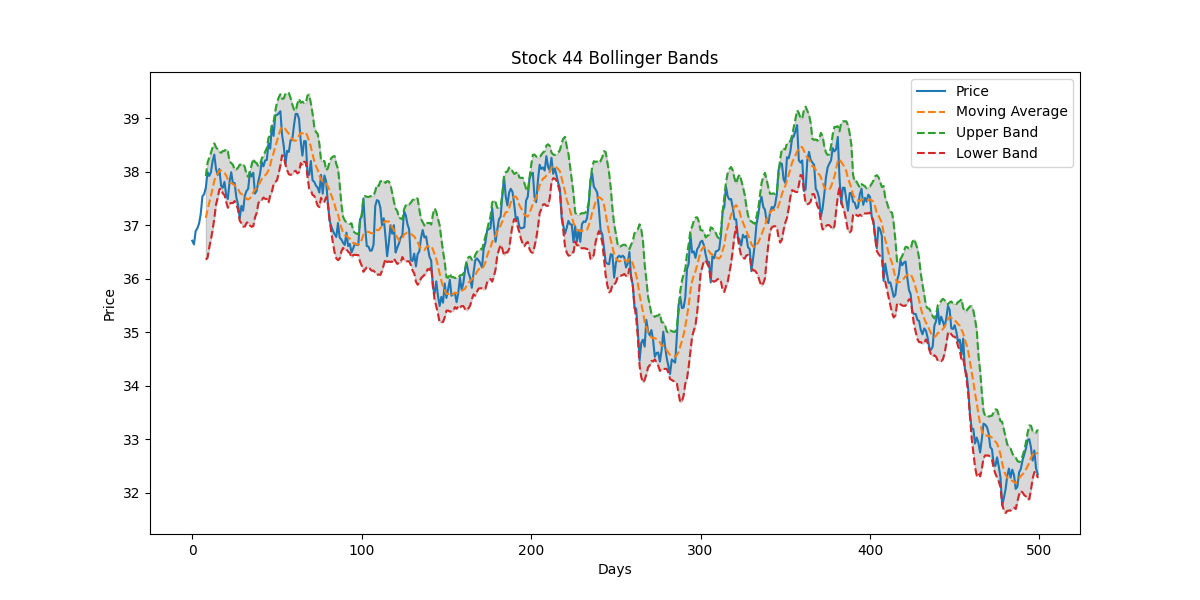 Stock 44 Bollinger Bands
Price
Moving Average
Upper Band
Lower Band
Price
39
38
37
36
35
34
33
32
0
100
200
300
400
500
Days